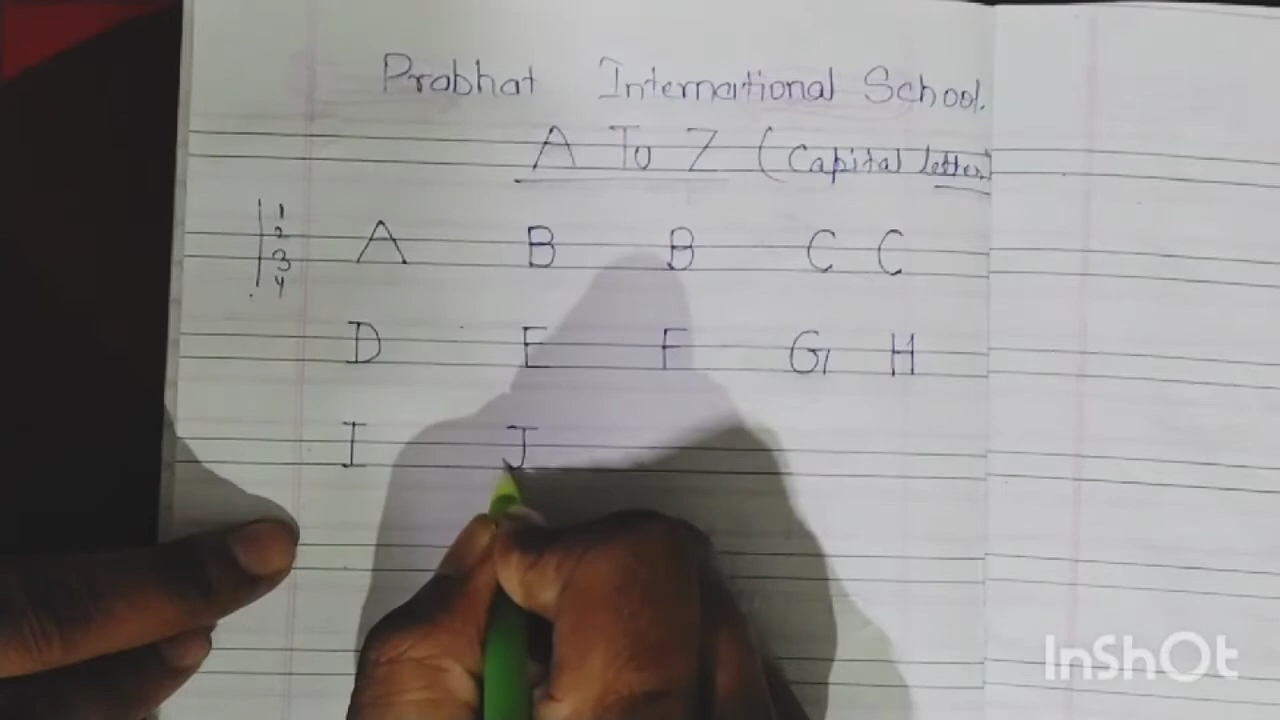 Prabhat International School.
A To Z (Capital letter)
1
2
3
4
A B B C C
D E F G H
I J
InShOt